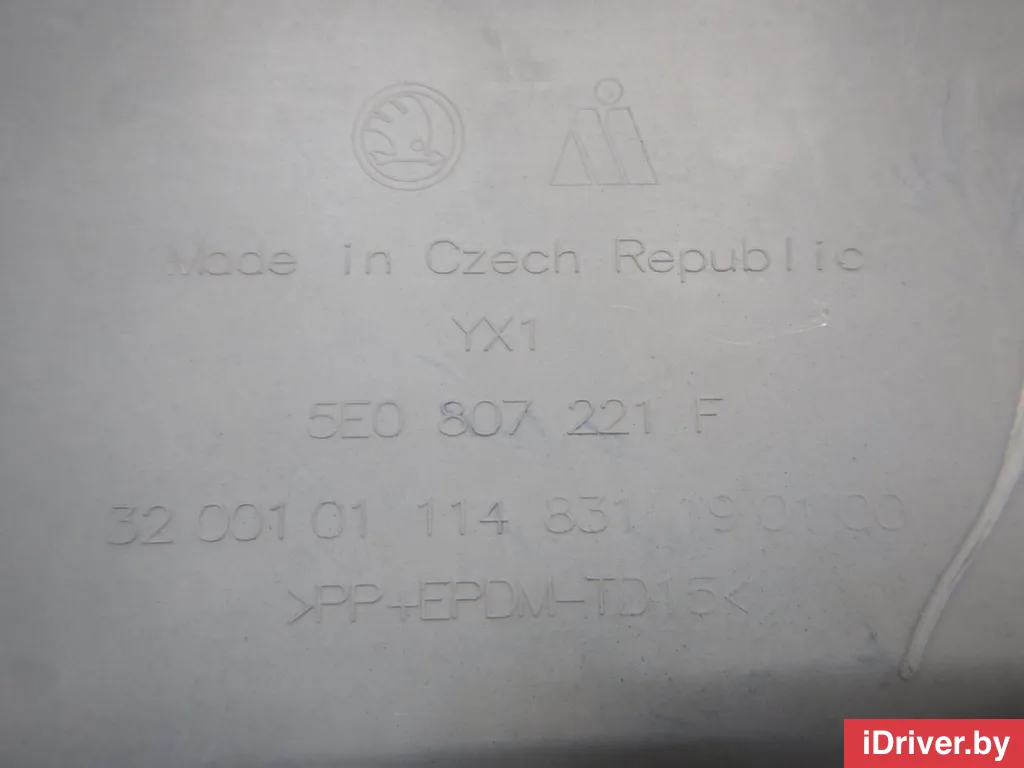 Made in Czech Republic
YX1
5E0 807 221 F
32 001 01 114 831 19 01 00
>PP+EPDM-TD15<
iDriver.by